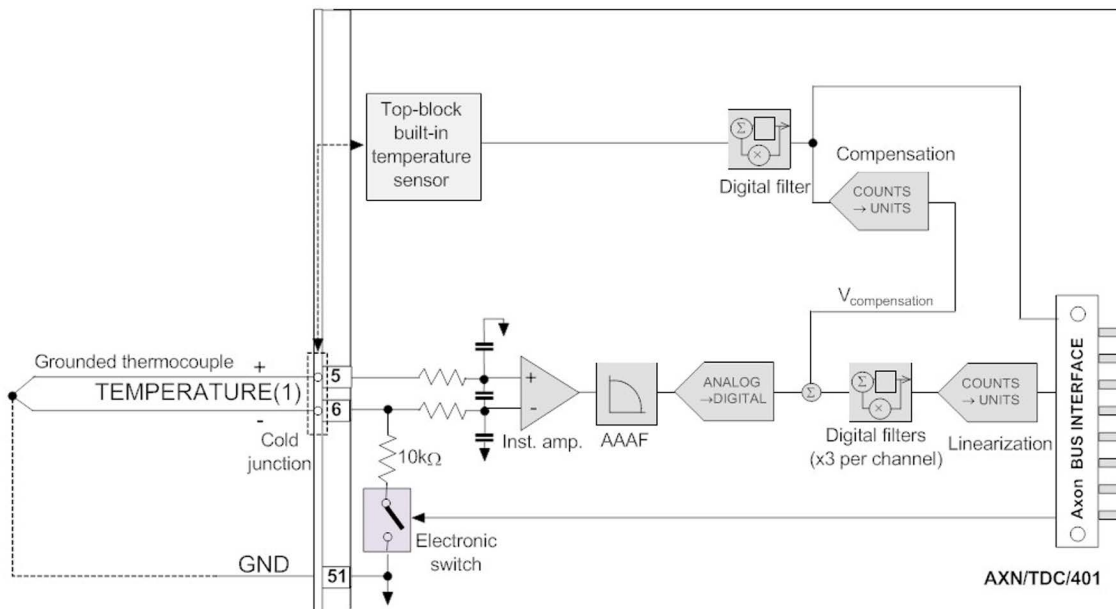 Top-block
built-in
temperature
sensor
Σ
×
Digital filter
Compensation
COUNTS
→ UNITS
Vcompensation
Grounded thermocouple
+
5
TEMPERATURE(1)
6
-
Cold
junction
+
-
Inst. amp.
AAAF
ANALOG
→DIGITAL
Σ
Σ
×
Digital filters
(x3 per channel)
COUNTS
→ UNITS
Linearization
Axon BUS INTERFACE
10kΩ
Electronic
switch
GND
51
AXN/TDC/401